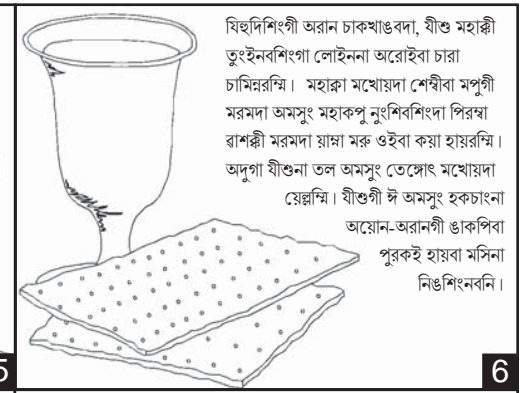 যিহুদিশিংগী অরান চাকখাঙবদা, যীশু মহাক্কী
তুংইনবশিংগা লোইননা অরোইবা চারা
চামিন্নরম্মি। মহাক্না মখোয়দা শেম্বীবা মপুগী
মরমদা অমসুং মহাকপু নুংশিবশিংদা পিরম্বা
ৱাশক্কী মরমদা য়াম্না মরু ওইবা কয়া হায়রম্মি।
অদুগা যীশুনা তল অমসুং তেঙ্গোৎ মখোয়দা
য়েল্লম্মি। যীশুগী ঈ অমসুং হকচাংনা
অয়োন-অরানগী ঙাকপিবা
পুরকই হায়বা মসিনা
নিঙশিংনবনি।
5
6